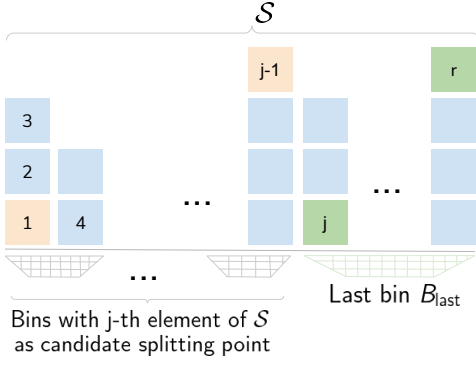 S
j-1
r
3
2
1
4
...
...
j
...
Last bin B_last
Bins with j-th element of S
as candidate splitting point